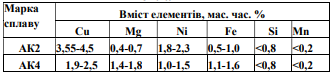 Марка сплаву Вміст елементів, мас. час. %
Cu Mg Ni Fe Si Mn
АК2 3,55-4,5 0,4-0,7 1,8-2,3 0,5-1,0 <0,8 <0,2
АК4 1,9-2,5 1,4-1,8 1,0-1,5 1,1-1,6 <0,8 <0,2